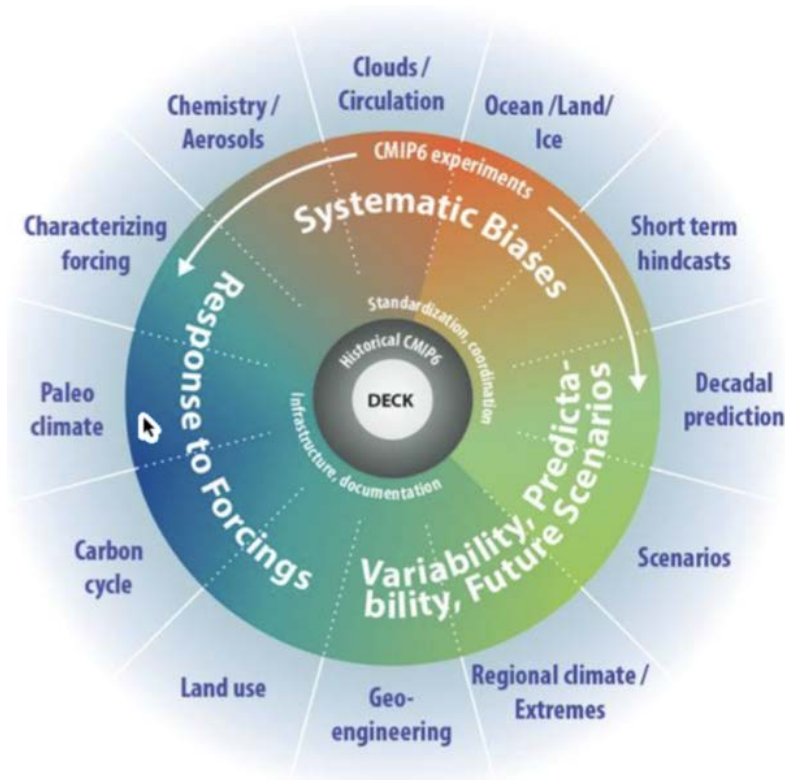 Clouds /
Circulation
Ocean /Land/
Ice
Short term
hindcasts
Decadal
prediction
Scenarios
Regional climate /
Extremes
Geo-
engineering
Land use
Carbon
cycle
Paleo
climate
Characterizing
forcing
Chemistry /
Aerosols
CMIP6 experiments
Systematic Biases
Variability, Predicta-
bility, Future Scenarios
Response to Forcings
Standardization, coordination
Infrastructure, documentation
Historical CMIP6
DECK